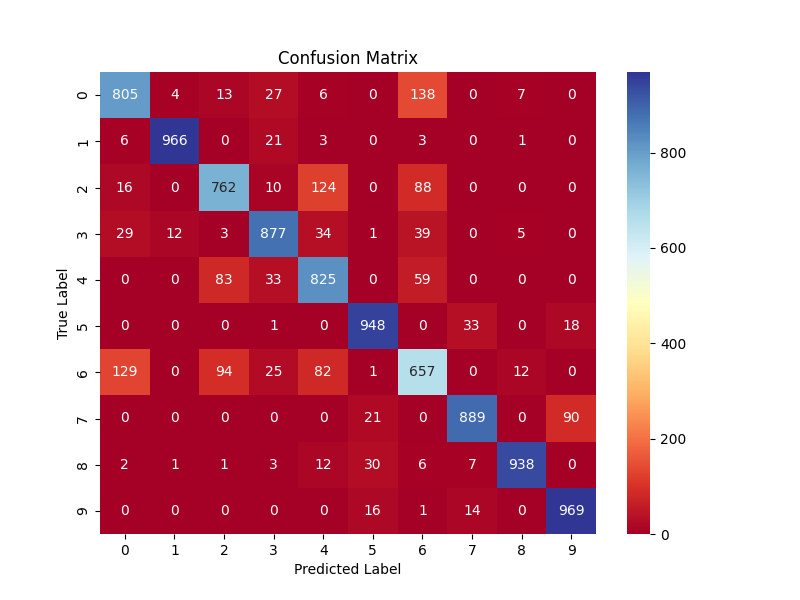 Confusion Matrix
0 805 4 13 27 6 0 138 0 7 0
1 6 966 0 21 3 0 3 0 1 0
2 16 0 762 10 124 0 88 0 0 0
3 29 12 3 877 34 1 39 0 5 0
4 0 0 83 33 825 0 59 0 0 0
5 0 0 0 1 0 948 0 33 0 18
6 129 0 94 25 82 1 657 0 12 0
7 0 0 0 0 0 21 0 889 0 90
8 2 1 1 3 12 30 6 7 938 0
9 0 0 0 0 0 16 1 14 0 969
0 1 2 3 4 5 6 7 8 9
Predicted Label
True Label
800
600
400
200
0